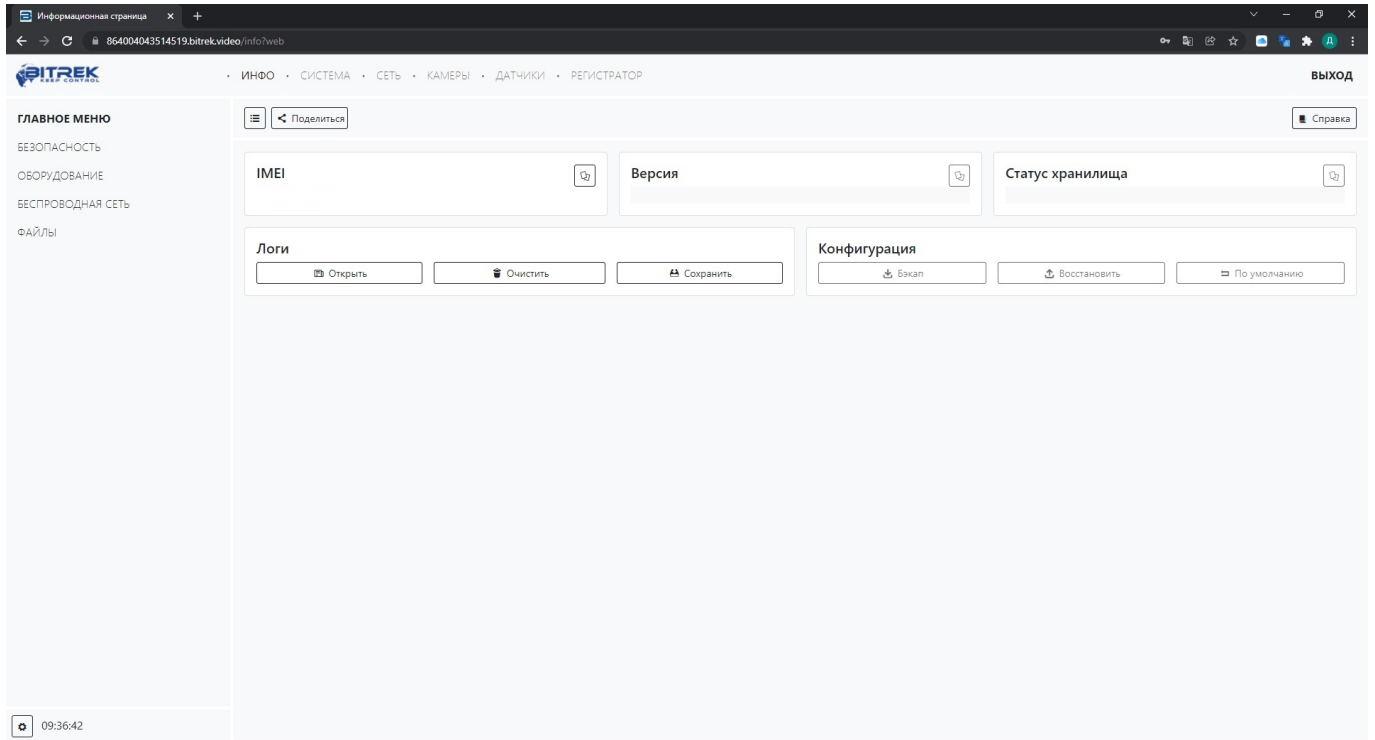 Информационная страница
864004043514519.bitrek.video/info?web
Д
BITREK
KEEP CONTROL
· ИНФО · СИСТЕМА · СЕТЬ · КАМЕРЫ · ДАТЧИКИ · РЕГИСТРАТОР
ВЫХОД
ГЛАВНОЕ МЕНЮ
БЕЗОПАСНОСТЬ
ОБОРУДОВАНИЕ
БЕСПРОВОДНАЯ СЕТЬ
ФАЙЛЫ
Поделиться
Справка
IMEI
Версия
Статус хранилища
Логи
Открыть
Очистить
Сохранить
Конфигурация
Бэкап
Восстановить
По умолчанию
09:36:42